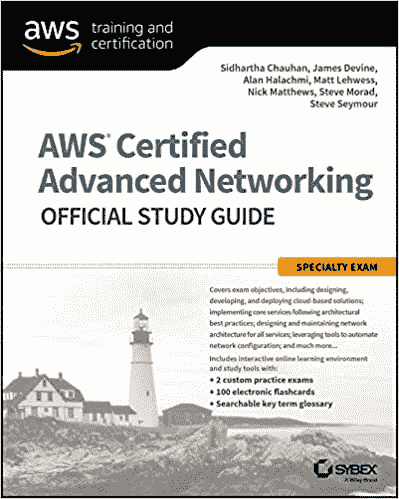 aws
training and
certification
Sidhartha Chauhan, James Devine,
Alan Halachmi, Matt Lehwess,
Nick Matthews, Steve Morad,
Steve Seymour
AWS® Certified
Advanced Networking
OFFICIAL STUDY GUIDE
SPECIALTY EXAM
Covers exam objectives, including designing,
developing, and deploying cloud-based solutions;
implementing core services following architectural
best practices; designing and maintaining network
architecture for all services; leveraging tools to automate
network configuration; and much more...
Includes interactive online learning environment
and study tools with:
• 2 custom practice exams
• 100 electronic flashcards
• Searchable key term glossary
SYBEX
A Wiley Brand